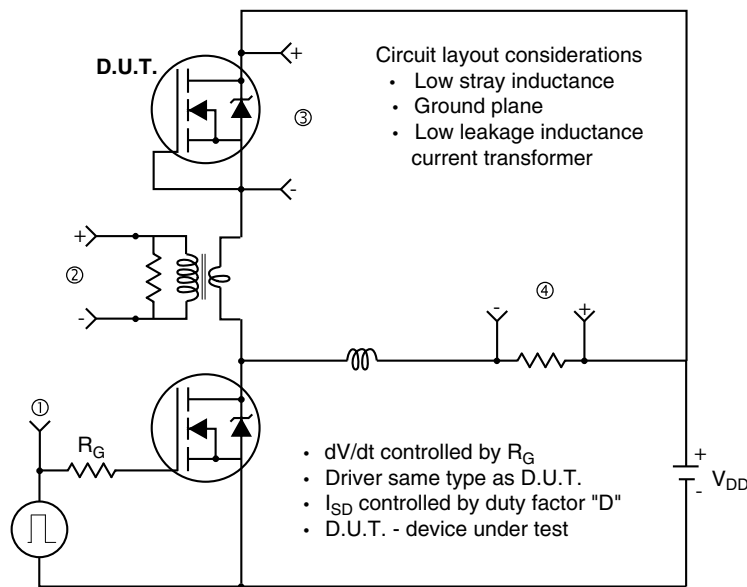 D.U.T.
+
Circuit layout considerations
• Low stray inductance
③
• Ground plane
• Low leakage inductance
current transformer
-
+
②
-
④
- +
①
R_G
• dV/dt controlled by R_G
• Driver same type as D.U.T.
• I_SD controlled by duty factor "D"
• D.U.T. - device under test
+
V_DD
-